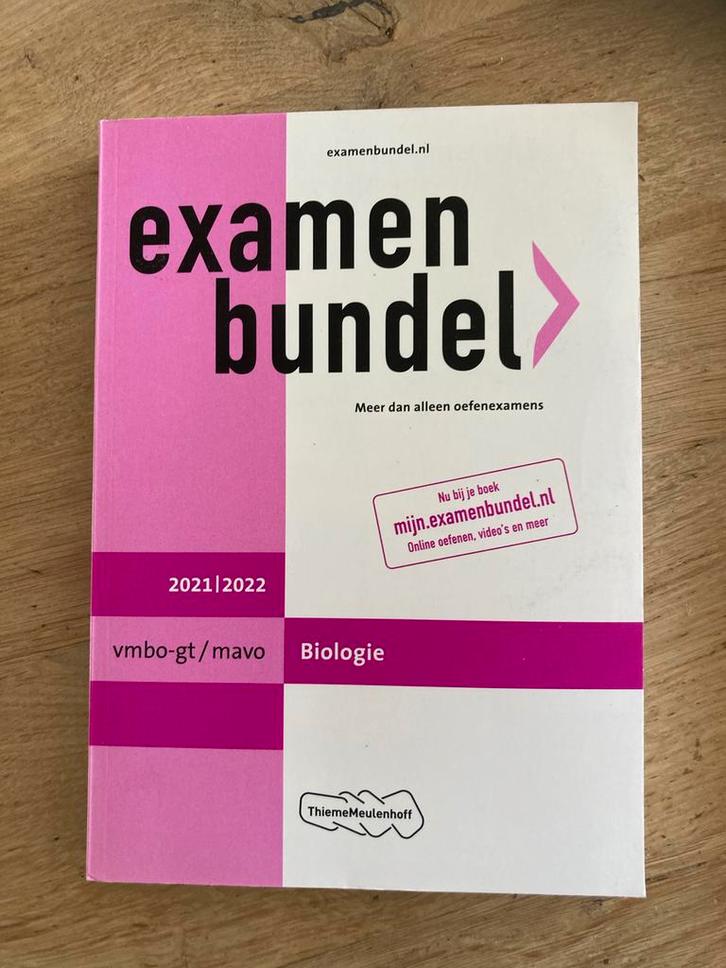 examenbundel.nl
examen
bundel
Meer dan alleen oefenexamens
Nu bij je boek
mijn.examenbundel.nl
Online oefenen, video's en meer
2021|2022
vmbo-gt / mavo
Biologie
ThiemeMeulenhoff